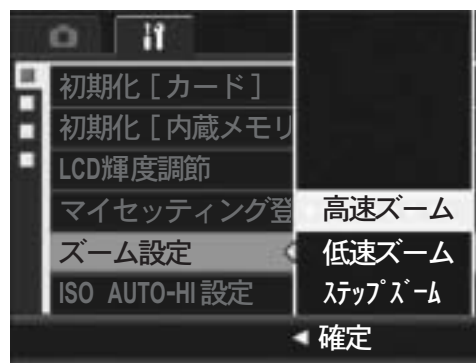 初期化 [ カード ]
初期化 [ 内蔵メモリ
LCD輝度調節
マイセッティング登
ズーム設定
ISO AUTO-HI 設定
高速ズーム
低速ズーム
ｽﾃｯﾌﾟｽﾞｰﾑ
確定